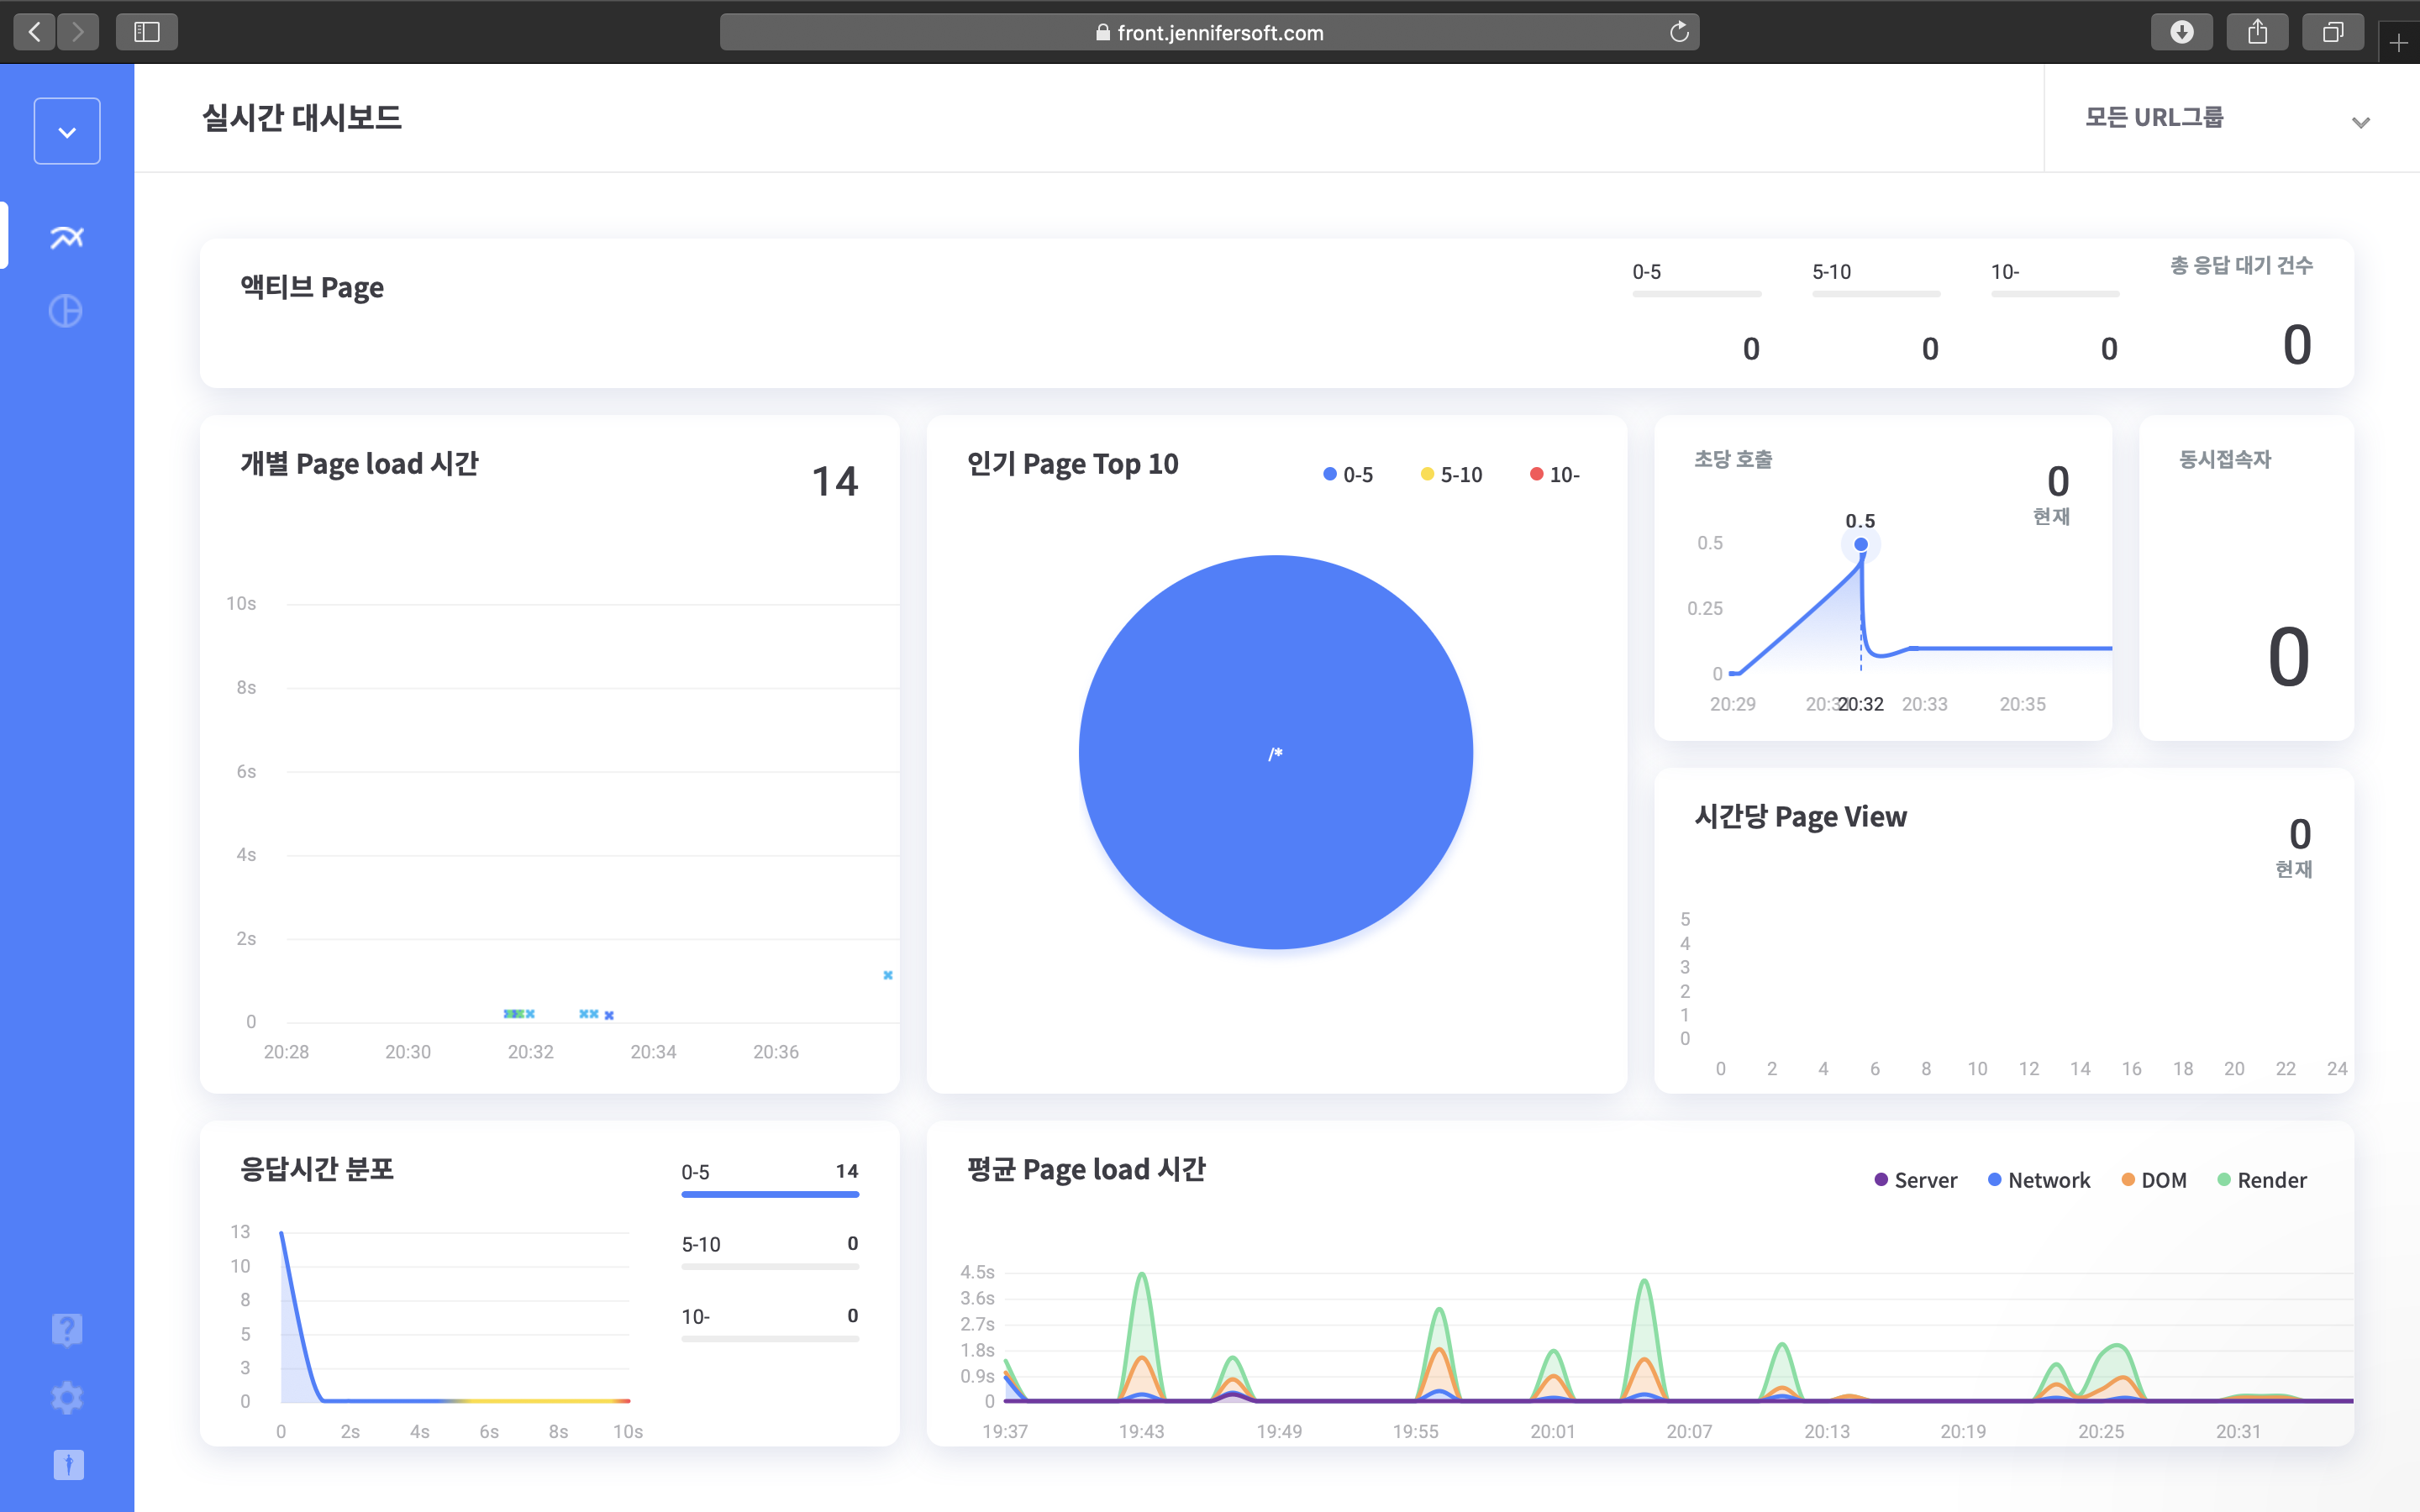 front.jennifersoft.com
실시간 대시보드
모든 URL그룹
액티브 Page
0-5
5-10
10-
총 응답 대기 건수
0
0
0
0
개별 Page load 시간
14
10s
8s
6s
4s
2s
0
20:28
20:30
20:32
20:34
20:36
인기 Page Top 10
0-5
5-10
10-
/*
초당 호출
0
현재
0.5
0.5
0.25
0
20:29
20:32
20:33
20:35
동시접속자
0
시간당 Page View
0
현재
5
4
3
2
1
0
0
2
4
6
8
10
12
14
16
18
20
22
24
응답시간 분포
0-5
14
5-10
0
10-
0
13
10
8
5
3
0
0
2s
4s
6s
8s
10s
평균 Page load 시간
Server
Network
DOM
Render
4.5s
3.6s
2.7s
1.8s
0.9s
0
19:37
19:43
19:49
19:55
20:01
20:07
20:13
20:19
20:25
20:31